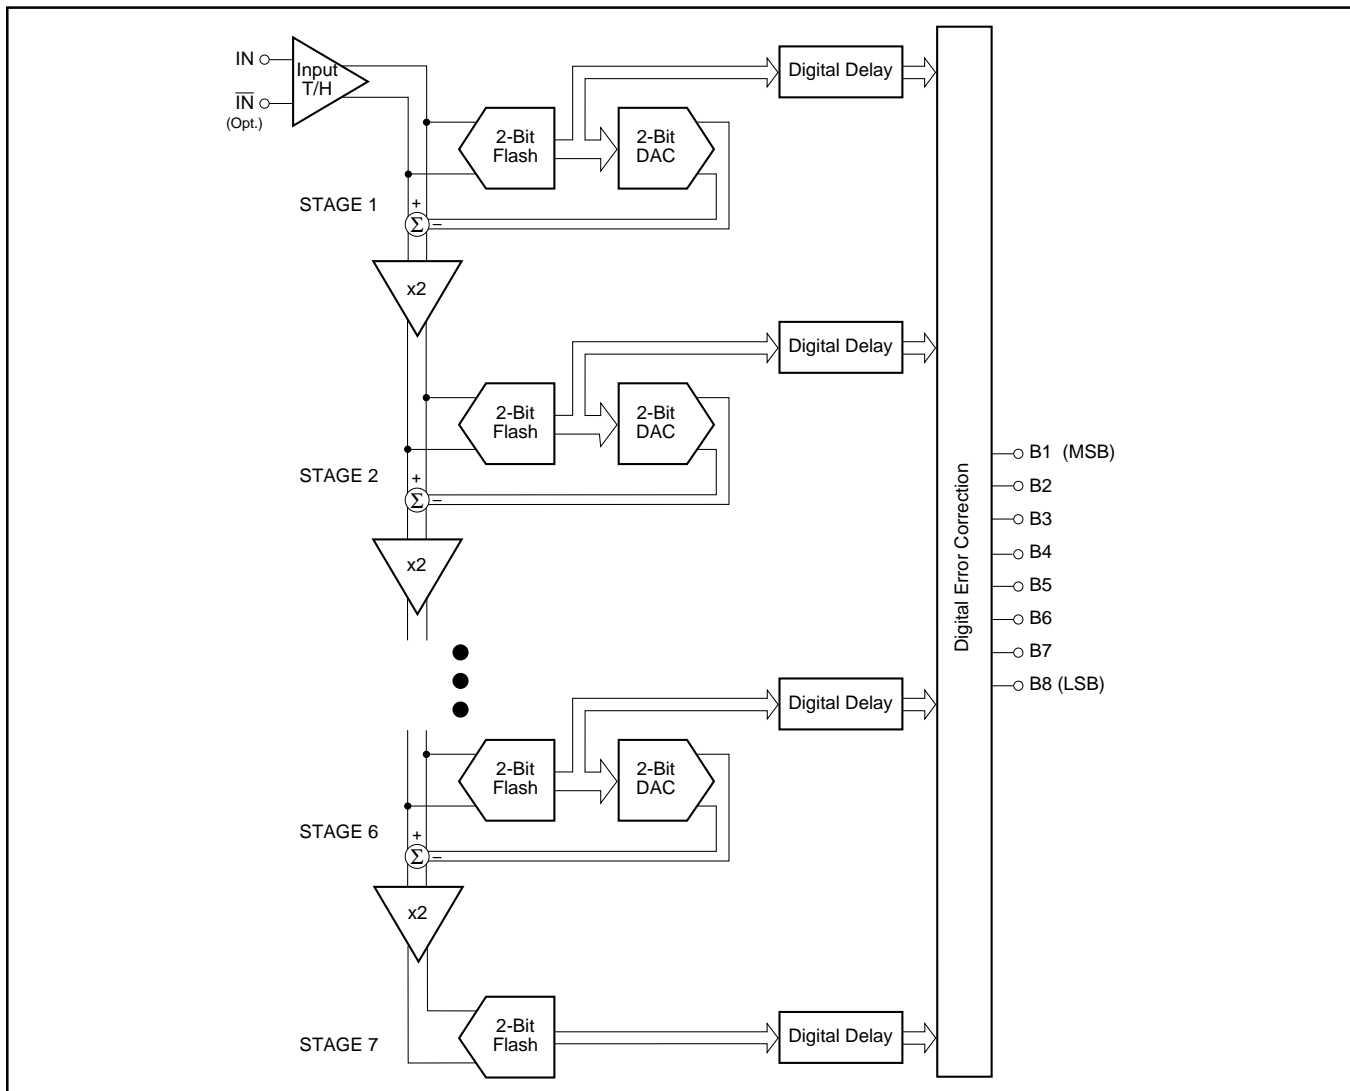 IN
Input
T/H
IN
(Opt.)
2-Bit
Flash
2-Bit
DAC
Digital Delay
STAGE 1
+
Σ
–
x2
2-Bit
Flash
2-Bit
DAC
Digital Delay
STAGE 2
+
Σ
–
x2
2-Bit
Flash
2-Bit
DAC
Digital Delay
STAGE 6
+
Σ
–
x2
2-Bit
Flash
Digital Delay
STAGE 7
Digital Error Correction
B1 (MSB)
B2
B3
B4
B5
B6
B7
B8 (LSB)